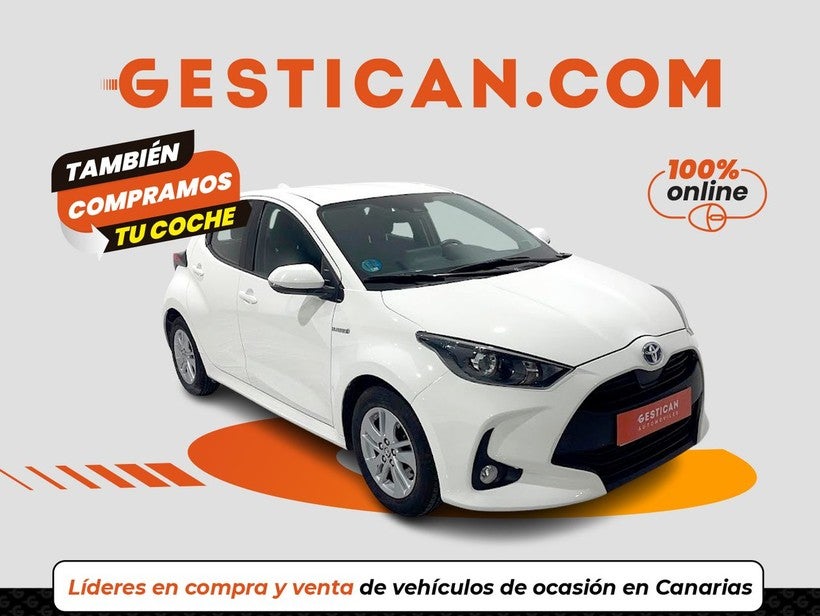 GESTICAN.COM
TAMBIÉN
COMPRAMOS
TU COCHE
100%
online
GESTICAN
AUTOMÓVILES
Líderes en compra y venta de vehículos de ocasión en Canarias